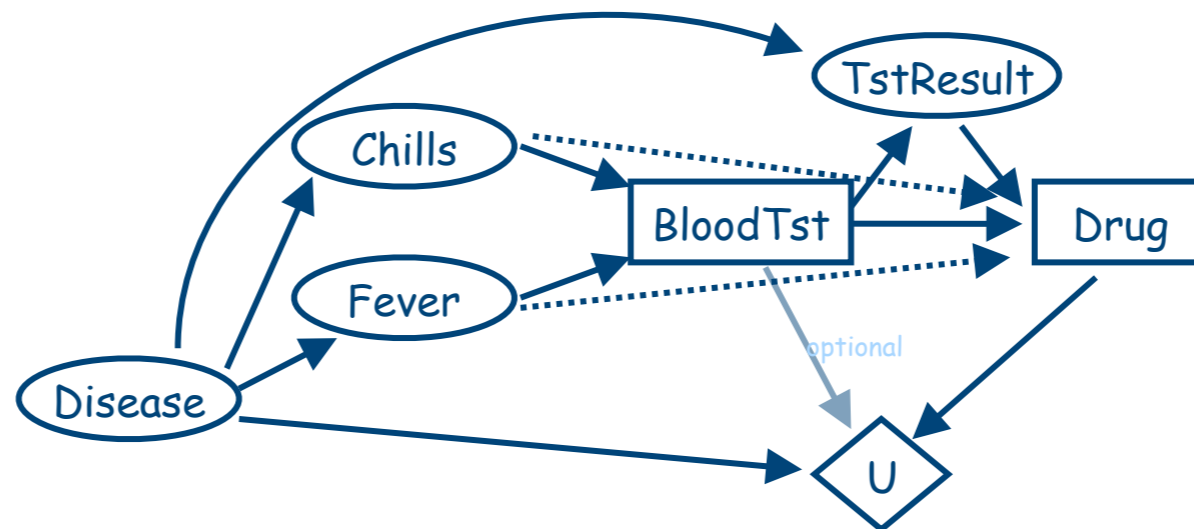 TstResult
Chills
BloodTst
Drug
Fever
optional
Disease
U